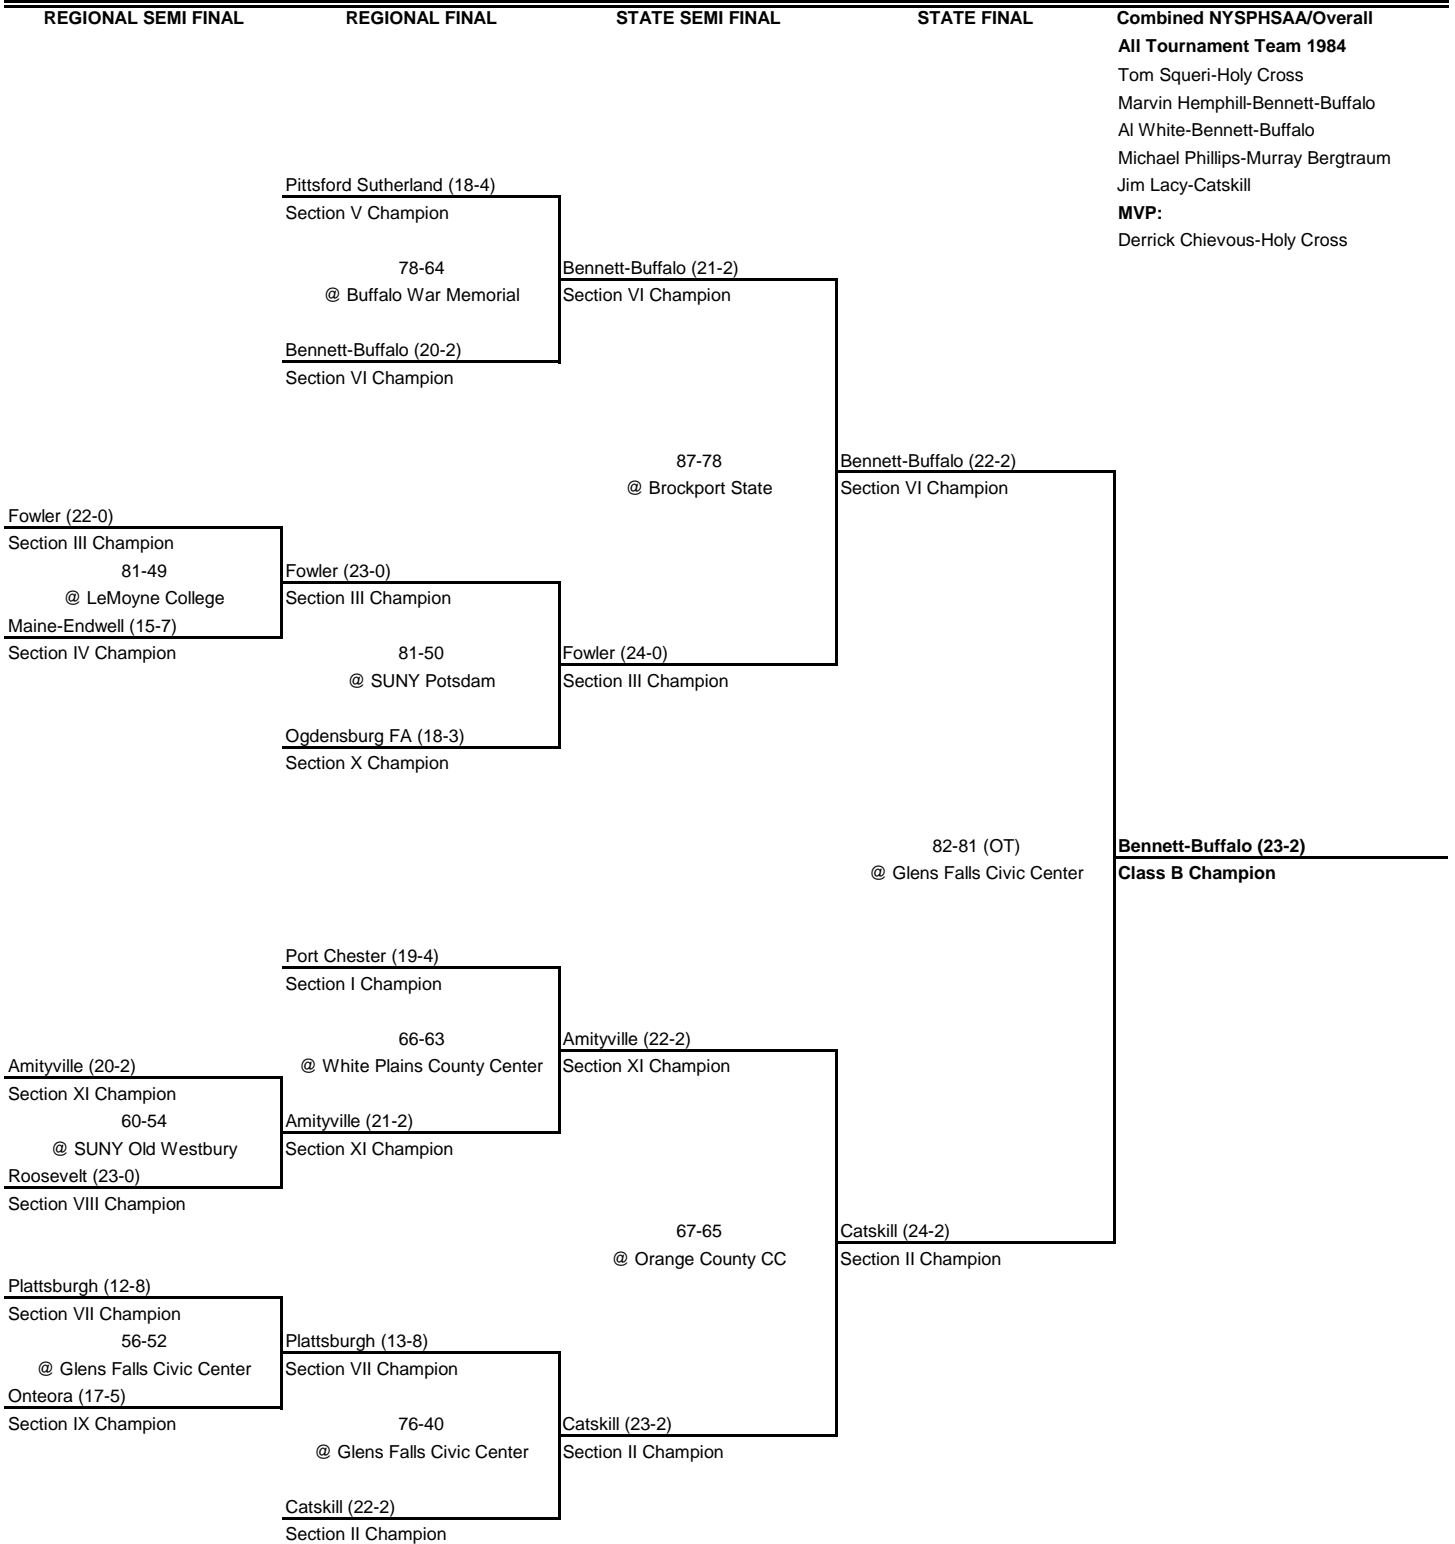 REGIONAL SEMI FINAL
REGIONAL FINAL
STATE SEMI FINAL
STATE FINAL
Combined NYSPHSAA/Overall
All Tournament Team 1984
Tom Squeri-Holy Cross
Marvin Hemphill-Bennett-Buffalo
Al White-Bennett-Buffalo
Michael Phillips-Murray Bergtraum
Jim Lacy-Catskill
MVP:
Derrick Chievous-Holy Cross
Pittsford Sutherland (18-4)
Section V Champion
78-64
@ Buffalo War Memorial
Bennett-Buffalo (20-2)
Section VI Champion
Bennett-Buffalo (21-2)
Section VI Champion
87-78
@ Brockport State
Bennett-Buffalo (22-2)
Section VI Champion
Fowler (22-0)
Section III Champion
81-49
@ LeMoyne College
Maine-Endwell (15-7)
Section IV Champion
Fowler (23-0)
Section III Champion
81-50
@ SUNY Potsdam
Ogdensburg FA (18-3)
Section X Champion
Fowler (24-0)
Section III Champion
82-81 (OT)
@ Glens Falls Civic Center
Bennett-Buffalo (23-2)
Class B Champion
Port Chester (19-4)
Section I Champion
66-63
@ White Plains County Center
Amityville (22-2)
Section XI Champion
Amityville (20-2)
Section XI Champion
60-54
@ SUNY Old Westbury
Roosevelt (23-0)
Section VIII Champion
Amityville (21-2)
Section XI Champion
67-65
@ Orange County CC
Catskill (24-2)
Section II Champion
Plattsburgh (12-8)
Section VII Champion
56-52
@ Glens Falls Civic Center
Onteora (17-5)
Section IX Champion
Plattsburgh (13-8)
Section VII Champion
76-40
@ Glens Falls Civic Center
Catskill (23-2)
Section II Champion
Catskill (22-2)
Section II Champion